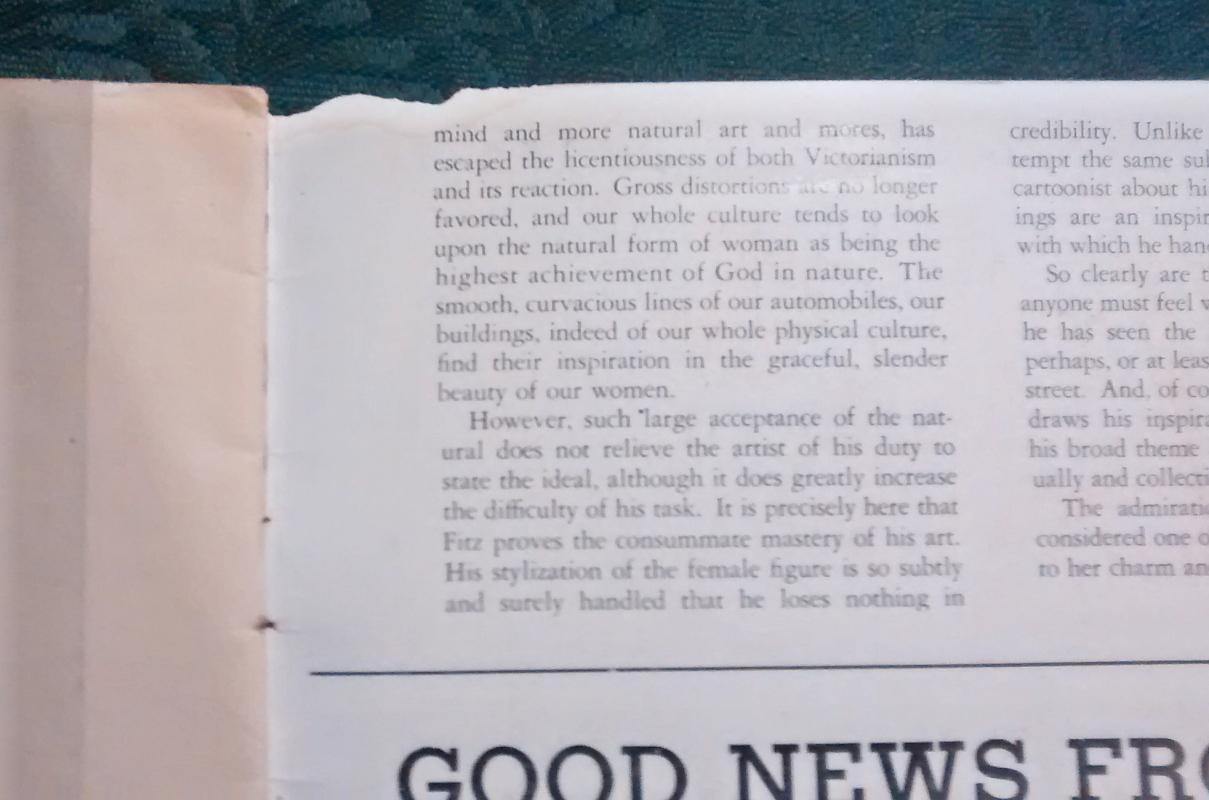 mind and more natural art and mores, has
escaped the licentiousness of both Victorianism
and its reaction. Gross distortions are no longer
favored, and our whole culture tends to look
upon the natural form of woman as being the
highest achievement of God in nature. The
smooth, curvacious lines of our automobiles, our
buildings, indeed of our whole physical culture,
find their inspiration in the graceful, slender
beauty of our women.
However, such large acceptance of the nat-
ural does not relieve the artist of his duty to
state the ideal, although it does greatly increase
the difficulty of his task. It is precisely here that
Fitz proves the consummate mastery of his art.
His stylization of the female figure is so subtly
and surely handled that he loses nothing in
credibility. Unlike
tempt the same
cartoonist about
ings are an
with which he
So clearly are
anyone must feel
he has seen the
perhaps, or at
street. And, of
draws his
his broad theme
ually and
The
considered one
to her charm
GOOD NEWS